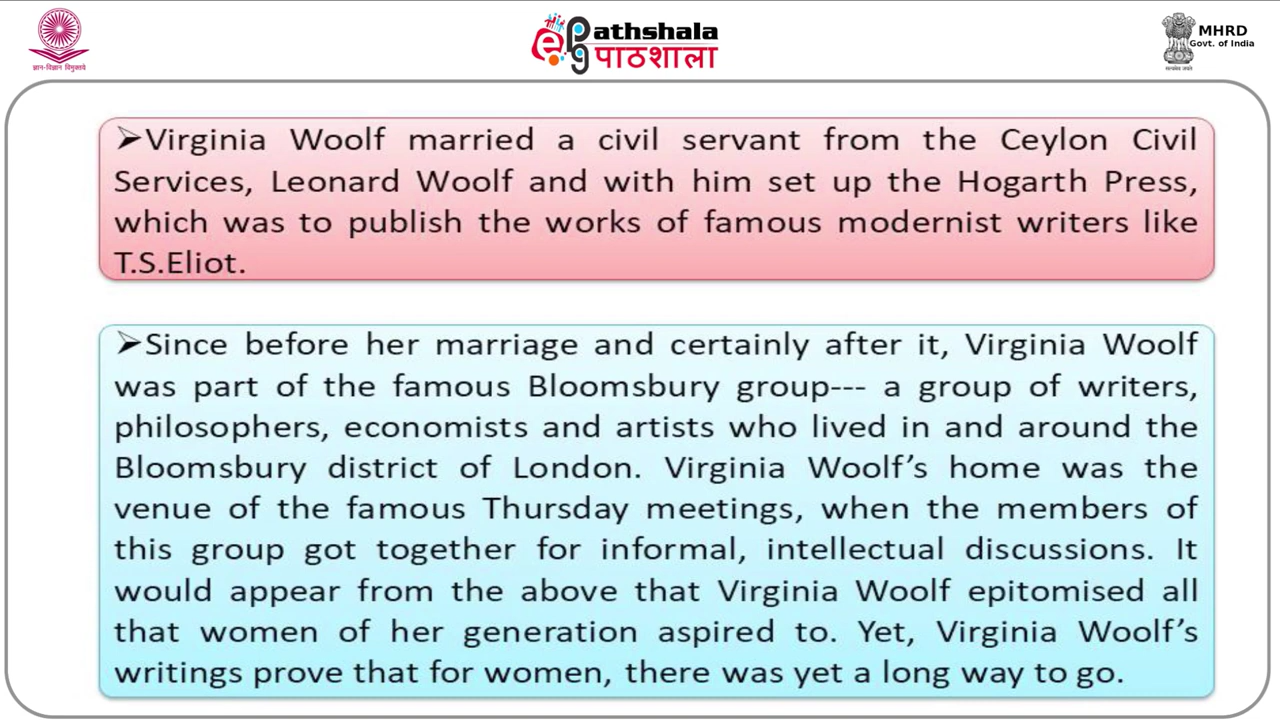 ज्ञान-विज्ञान विमुक्तये
ePathshala
पाठशाला
MHRD
Govt. of India
सत्यमेव जयते
➢Virginia Woolf married a civil servant from the Ceylon Civil
Services, Leonard Woolf and with him set up the Hogarth Press,
which was to publish the works of famous modernist writers like
T.S.Eliot.
➢Since before her marriage and certainly after it, Virginia Woolf
was part of the famous Bloomsbury group--- a group of writers,
philosophers, economists and artists who lived in and around the
Bloomsbury district of London. Virginia Woolf’s home was the
venue of the famous Thursday meetings, when the members of
this group got together for informal, intellectual discussions. It
would appear from the above that Virginia Woolf epitomised all
that women of her generation aspired to. Yet, Virginia Woolf’s
writings prove that for women, there was yet a long way to go.